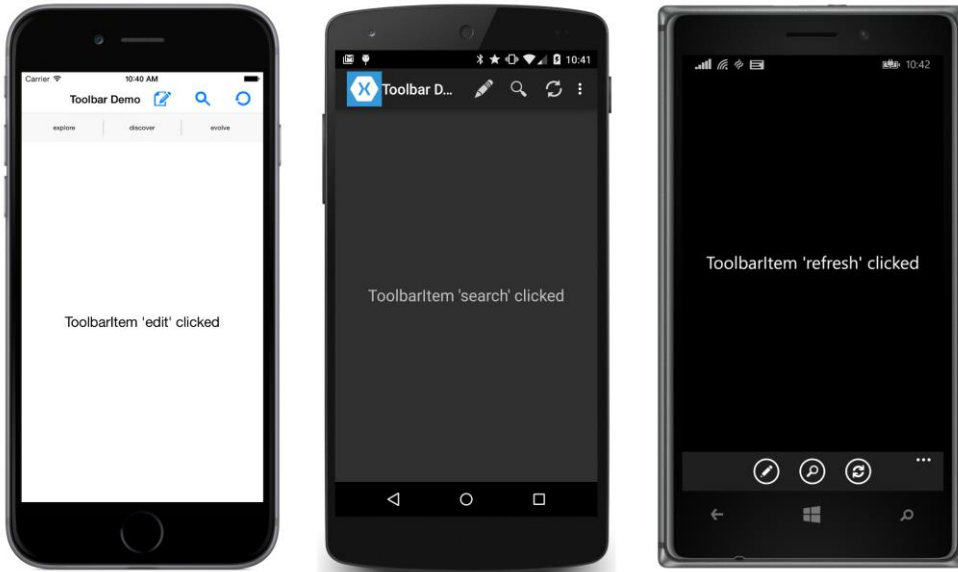 Carrier 10:40 AM
Toolbar Demo
explore discover evolve
ToolbarItem 'edit' clicked
10:41
Toolbar D...
ToolbarItem 'search' clicked
10:42
ToolbarItem 'refresh' clicked